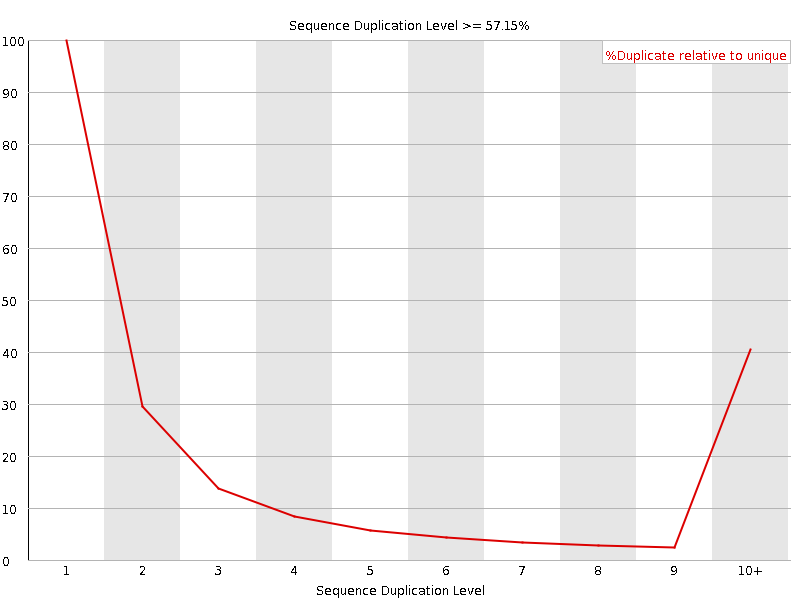 Sequence Duplication Level >= 57.15%
%Duplicate relative to unique
100
90
80
70
60
50
40
30
20
10
0
1 2 3 4 5 6 7 8 9 10+
Sequence Duplication Level